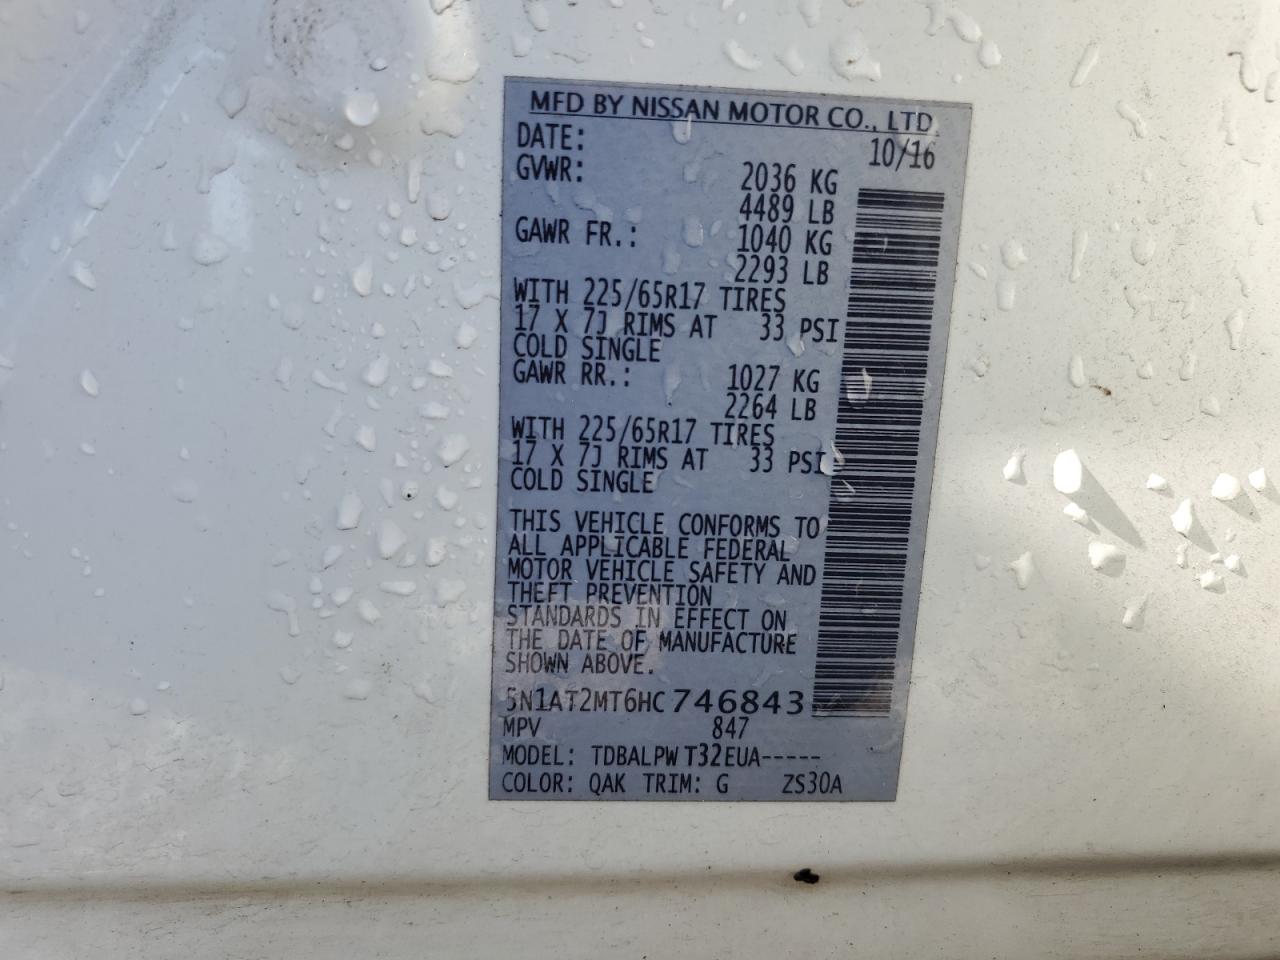 MFD BY NISSAN MOTOR CO., LTD.
DATE: 10/16
GVWR: 2036 KG
4489 LB
GAWR FR.: 1040 KG
2293 LB
WITH 225/65R17 TIRES
17 X 7J RIMS AT 33 PSI
COLD SINGLE
GAWR RR.: 1027 KG
2264 LB
WITH 225/65R17 TIRES
17 X 7J RIMS AT 33 PSI
COLD SINGLE
THIS VEHICLE CONFORMS TO
ALL APPLICABLE FEDERAL
MOTOR VEHICLE SAFETY AND
THEFT PREVENTION
STANDARDS IN EFFECT ON
THE DATE OF MANUFACTURE
SHOWN ABOVE.
5N1AT2MT6HC746843
MPV 847
MODEL: TDBALPW T32EUA-----
COLOR: QAK TRIM: G ZS30A